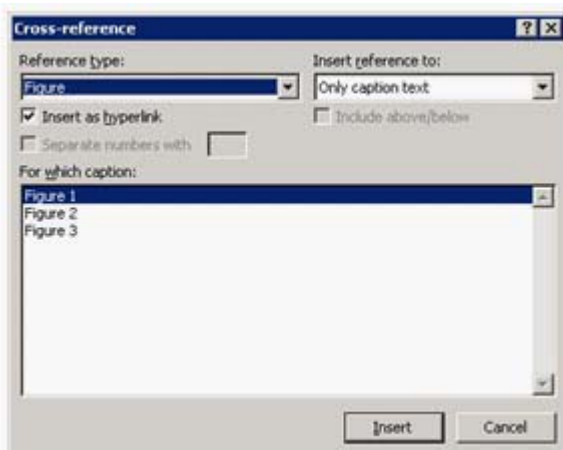 Cross-reference
Reference type: Insert reference to:
Figure Only caption text
Insert as hyperlink Include above/below
Separate numbers with
For which caption:
Figure 1
Figure 2
Figure 3
Insert Cancel